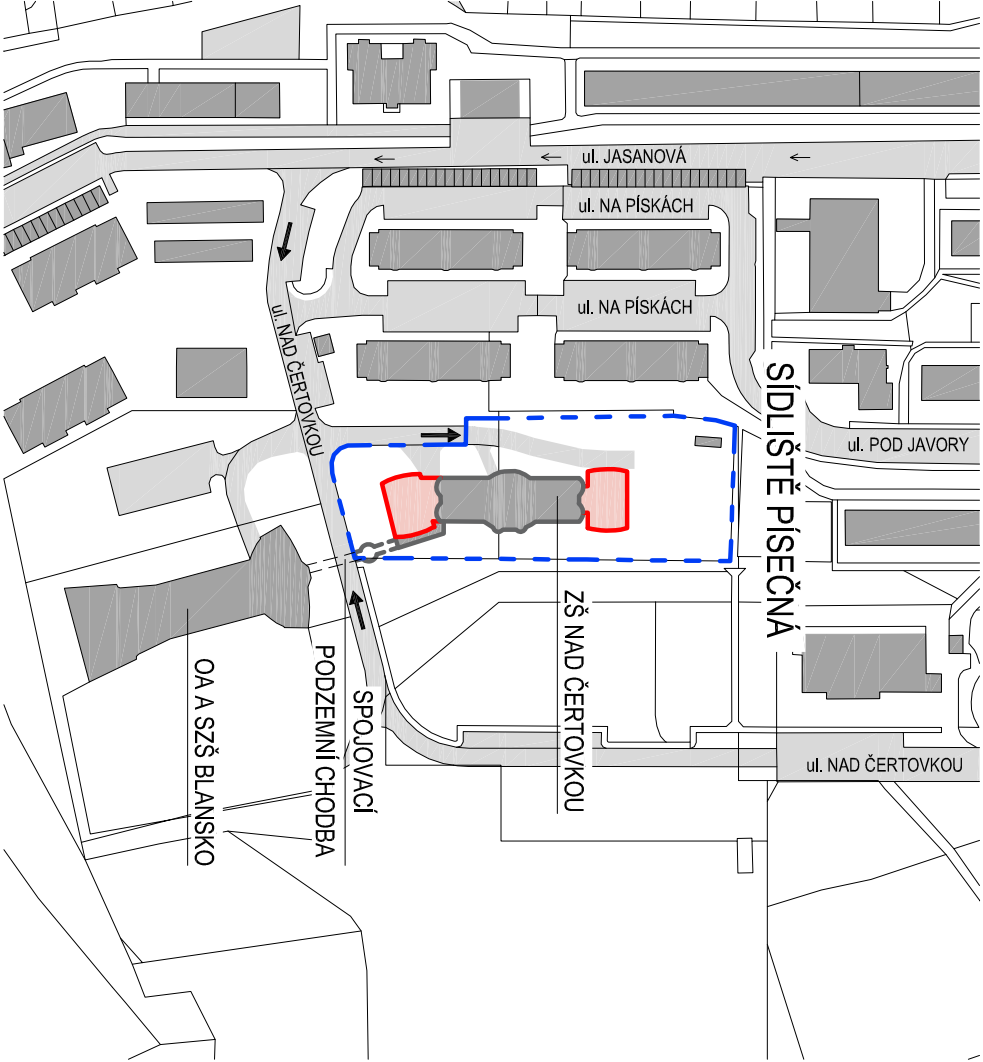 ul. JASANOVÁ
ul. NA PÍSKÁCH
ul. NA PÍSKÁCH
ul. NAD ČERTOVKOU
SÍDLIŠTĚ PÍSEČNÁ
ul. POD JAVORY
ZŠ NAD ČERTOVKOU
SPOJOVACÍ
PODZEMNÍ CHODBA
OA A SZŠ BLANSKO
ul. NAD ČERTOVKOU